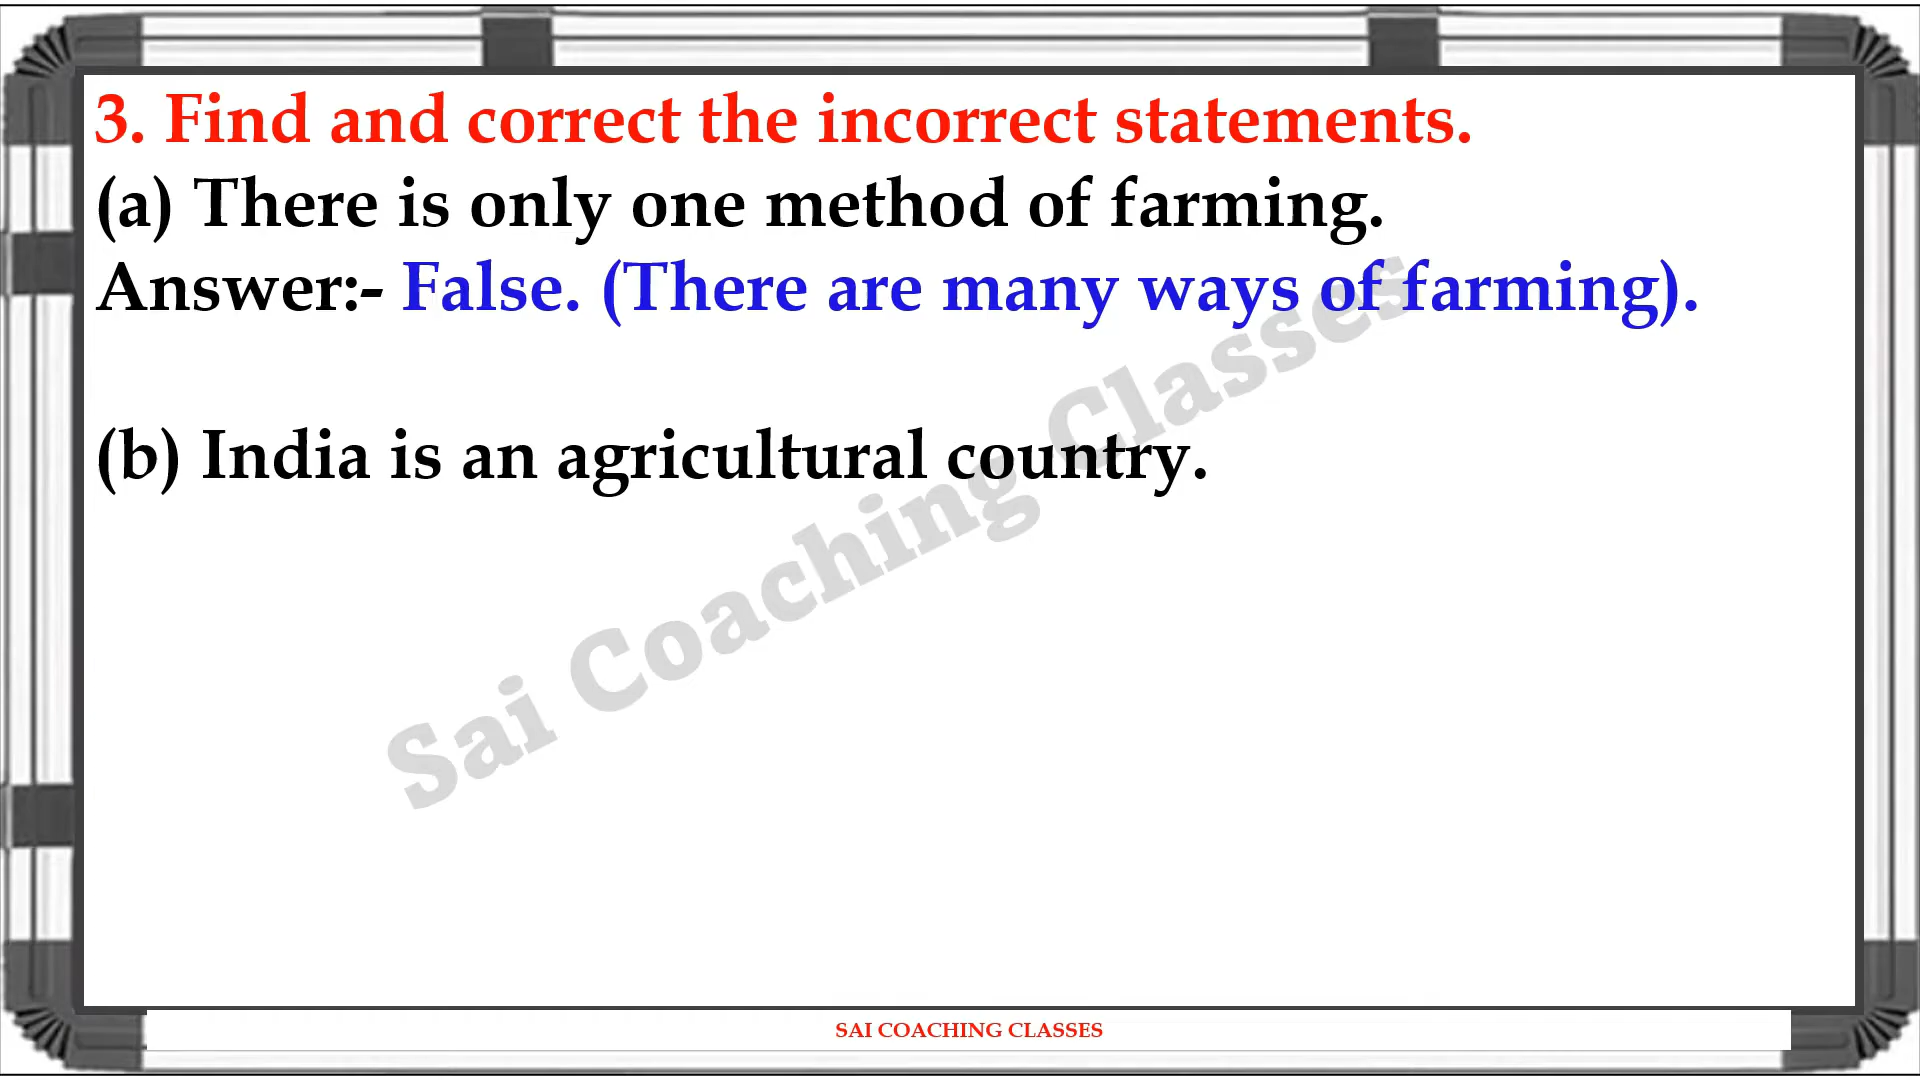 3. Find and correct the incorrect statements.
(a) There is only one method of farming.
Answer:- False. (There are many ways of farming).
(b) India is an agricultural country.
Sai Coaching Classes
SAI COACHING CLASSES